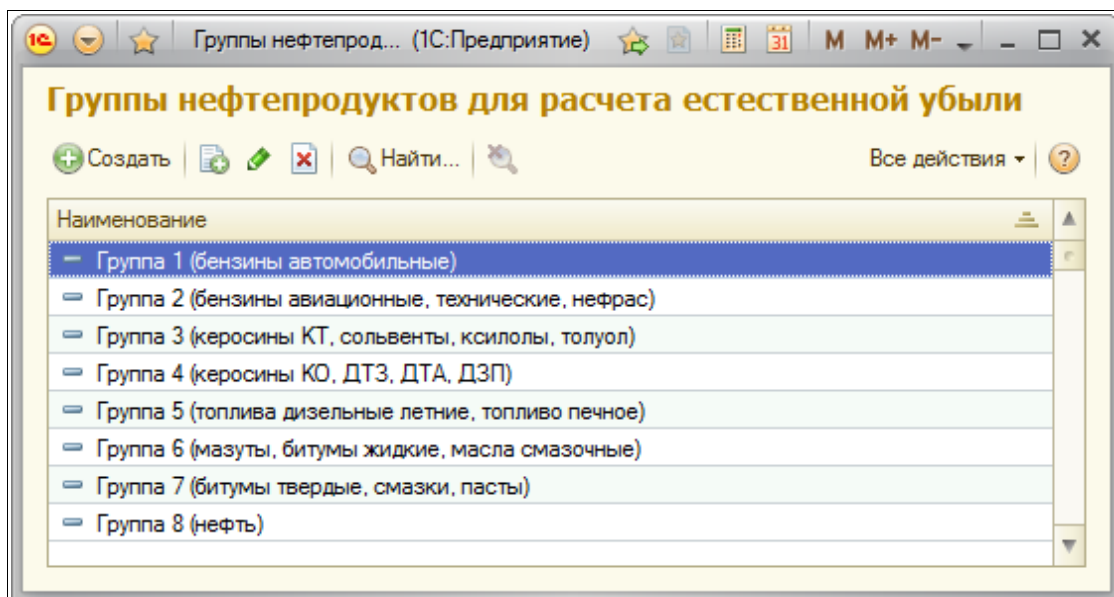 1С Группы нефтепрод... (1С:Предприятие) 31 M M+ M-
Группы нефтепродуктов для расчета естественной убыли
Создать Найти... Все действия ?
Наименование
Группа 1 (бензины автомобильные)
Группа 2 (бензины авиационные, технические, нефрас)
Группа 3 (керосины КТ, сольвенты, ксилолы, толуол)
Группа 4 (керосины КО, ДТЗ, ДТА, ДЗП)
Группа 5 (топлива дизельные летние, топливо печное)
Группа 6 (мазуты, битумы жидкие, масла смазочные)
Группа 7 (битумы твердые, смазки, пасты)
Группа 8 (нефть)